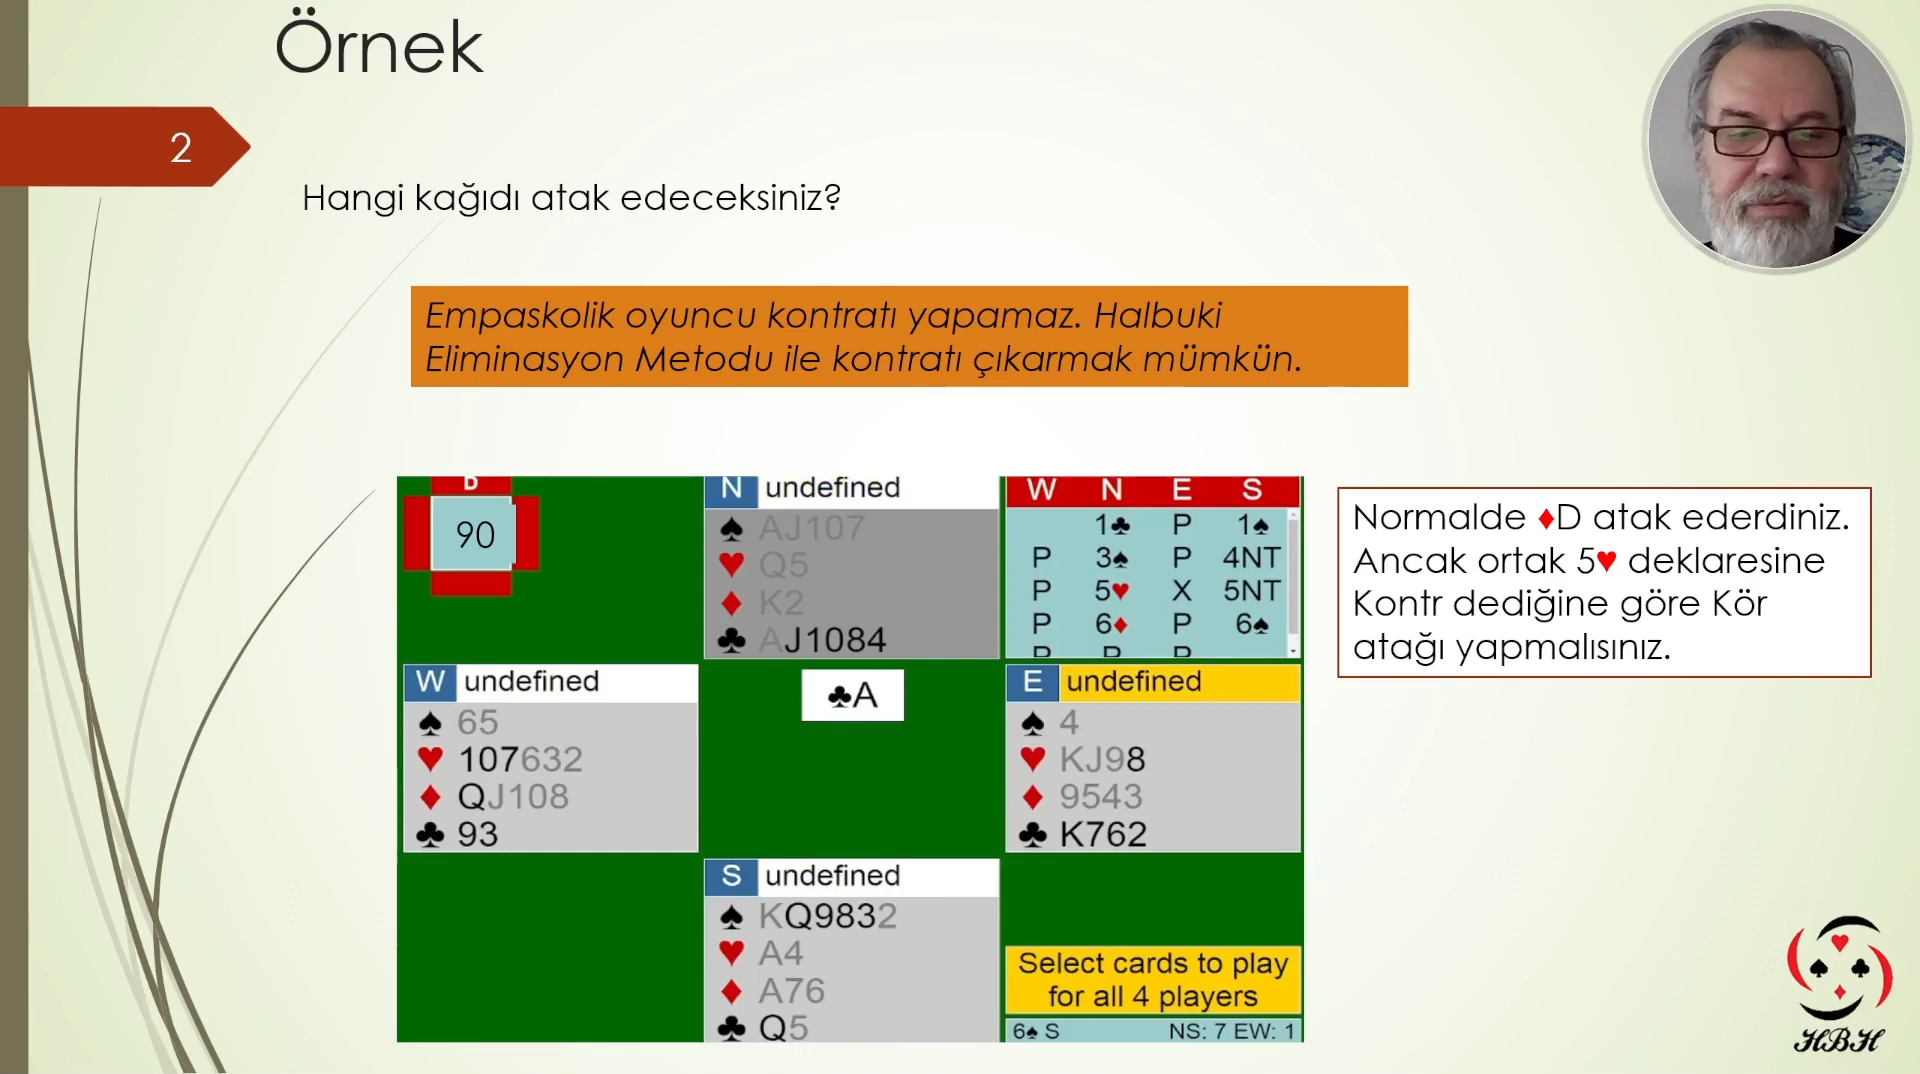 Örnek
2
Hangi kağıdı atak edeceksiniz?
Empaskolik oyuncu kontratı yapamaz. Halbuki
Eliminasyon Metodu ile kontratı çıkarmak mümkün.
D
90
N undefined
♠ AJ107
♥ Q5
♦ K2
♣ AJ1084
W N E S
1♣ P 1♠
P 3♠ P 4NT
P 5♥ X 5NT
P 6♦ P 6♠
P P P
W undefined
♠ 65
♥ 107632
♦ QJ108
♣ 93
♣A
E undefined
♠ 4
♥ KJ98
♦ 9543
♣ K762
S undefined
♠ KQ9832
♥ A4
♦ A76
♣ Q5
Select cards to play
for all 4 players
6♠ S NS: 7 EW: 1
Normalde ♦D atak ederdiniz.
Ancak ortak 5♥ deklaresine
Kontr dediğine göre Kör
atağı yapmalısınız.
HBH